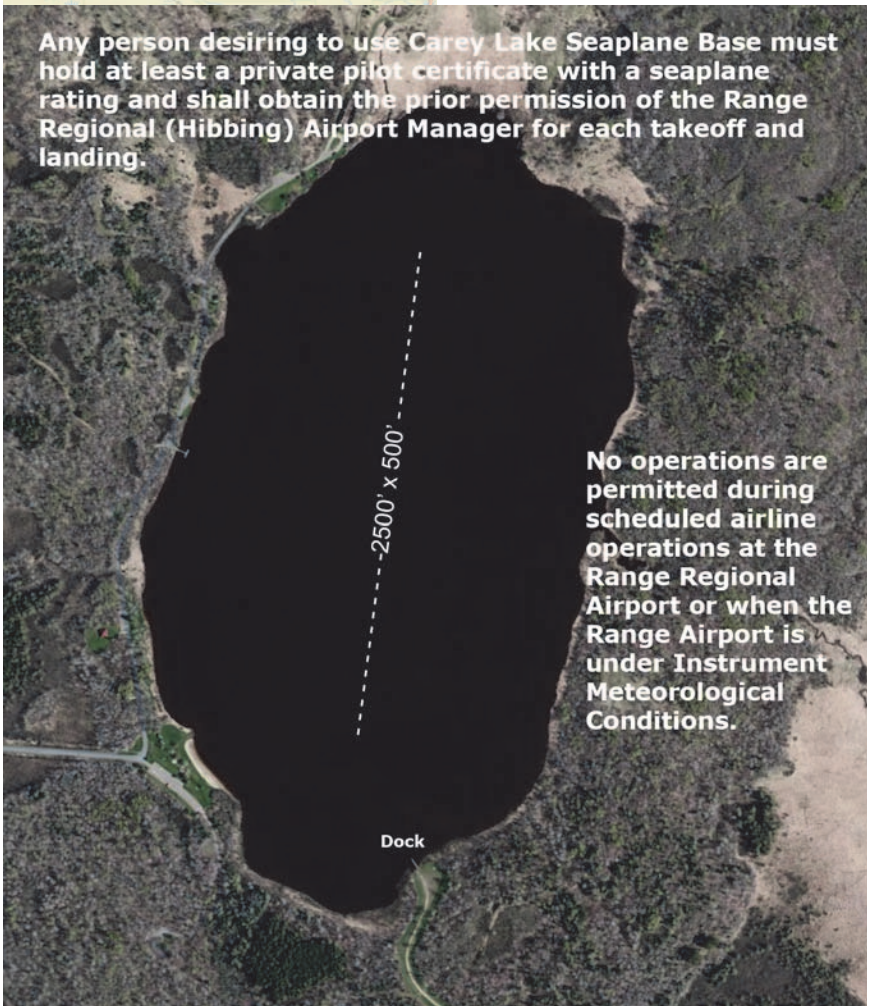 Any person desiring to use Carey Lake Seaplane Base must
hold at least a private pilot certificate with a seaplane
rating and shall obtain the prior permission of the Range
Regional (Hibbing) Airport Manager for each takeoff and
landing.
2500' x 500'
No operations are
permitted during
scheduled airline
operations at the
Range Regional
Airport or when the
Range Airport is
under Instrument
Meteorological
Conditions.
Dock